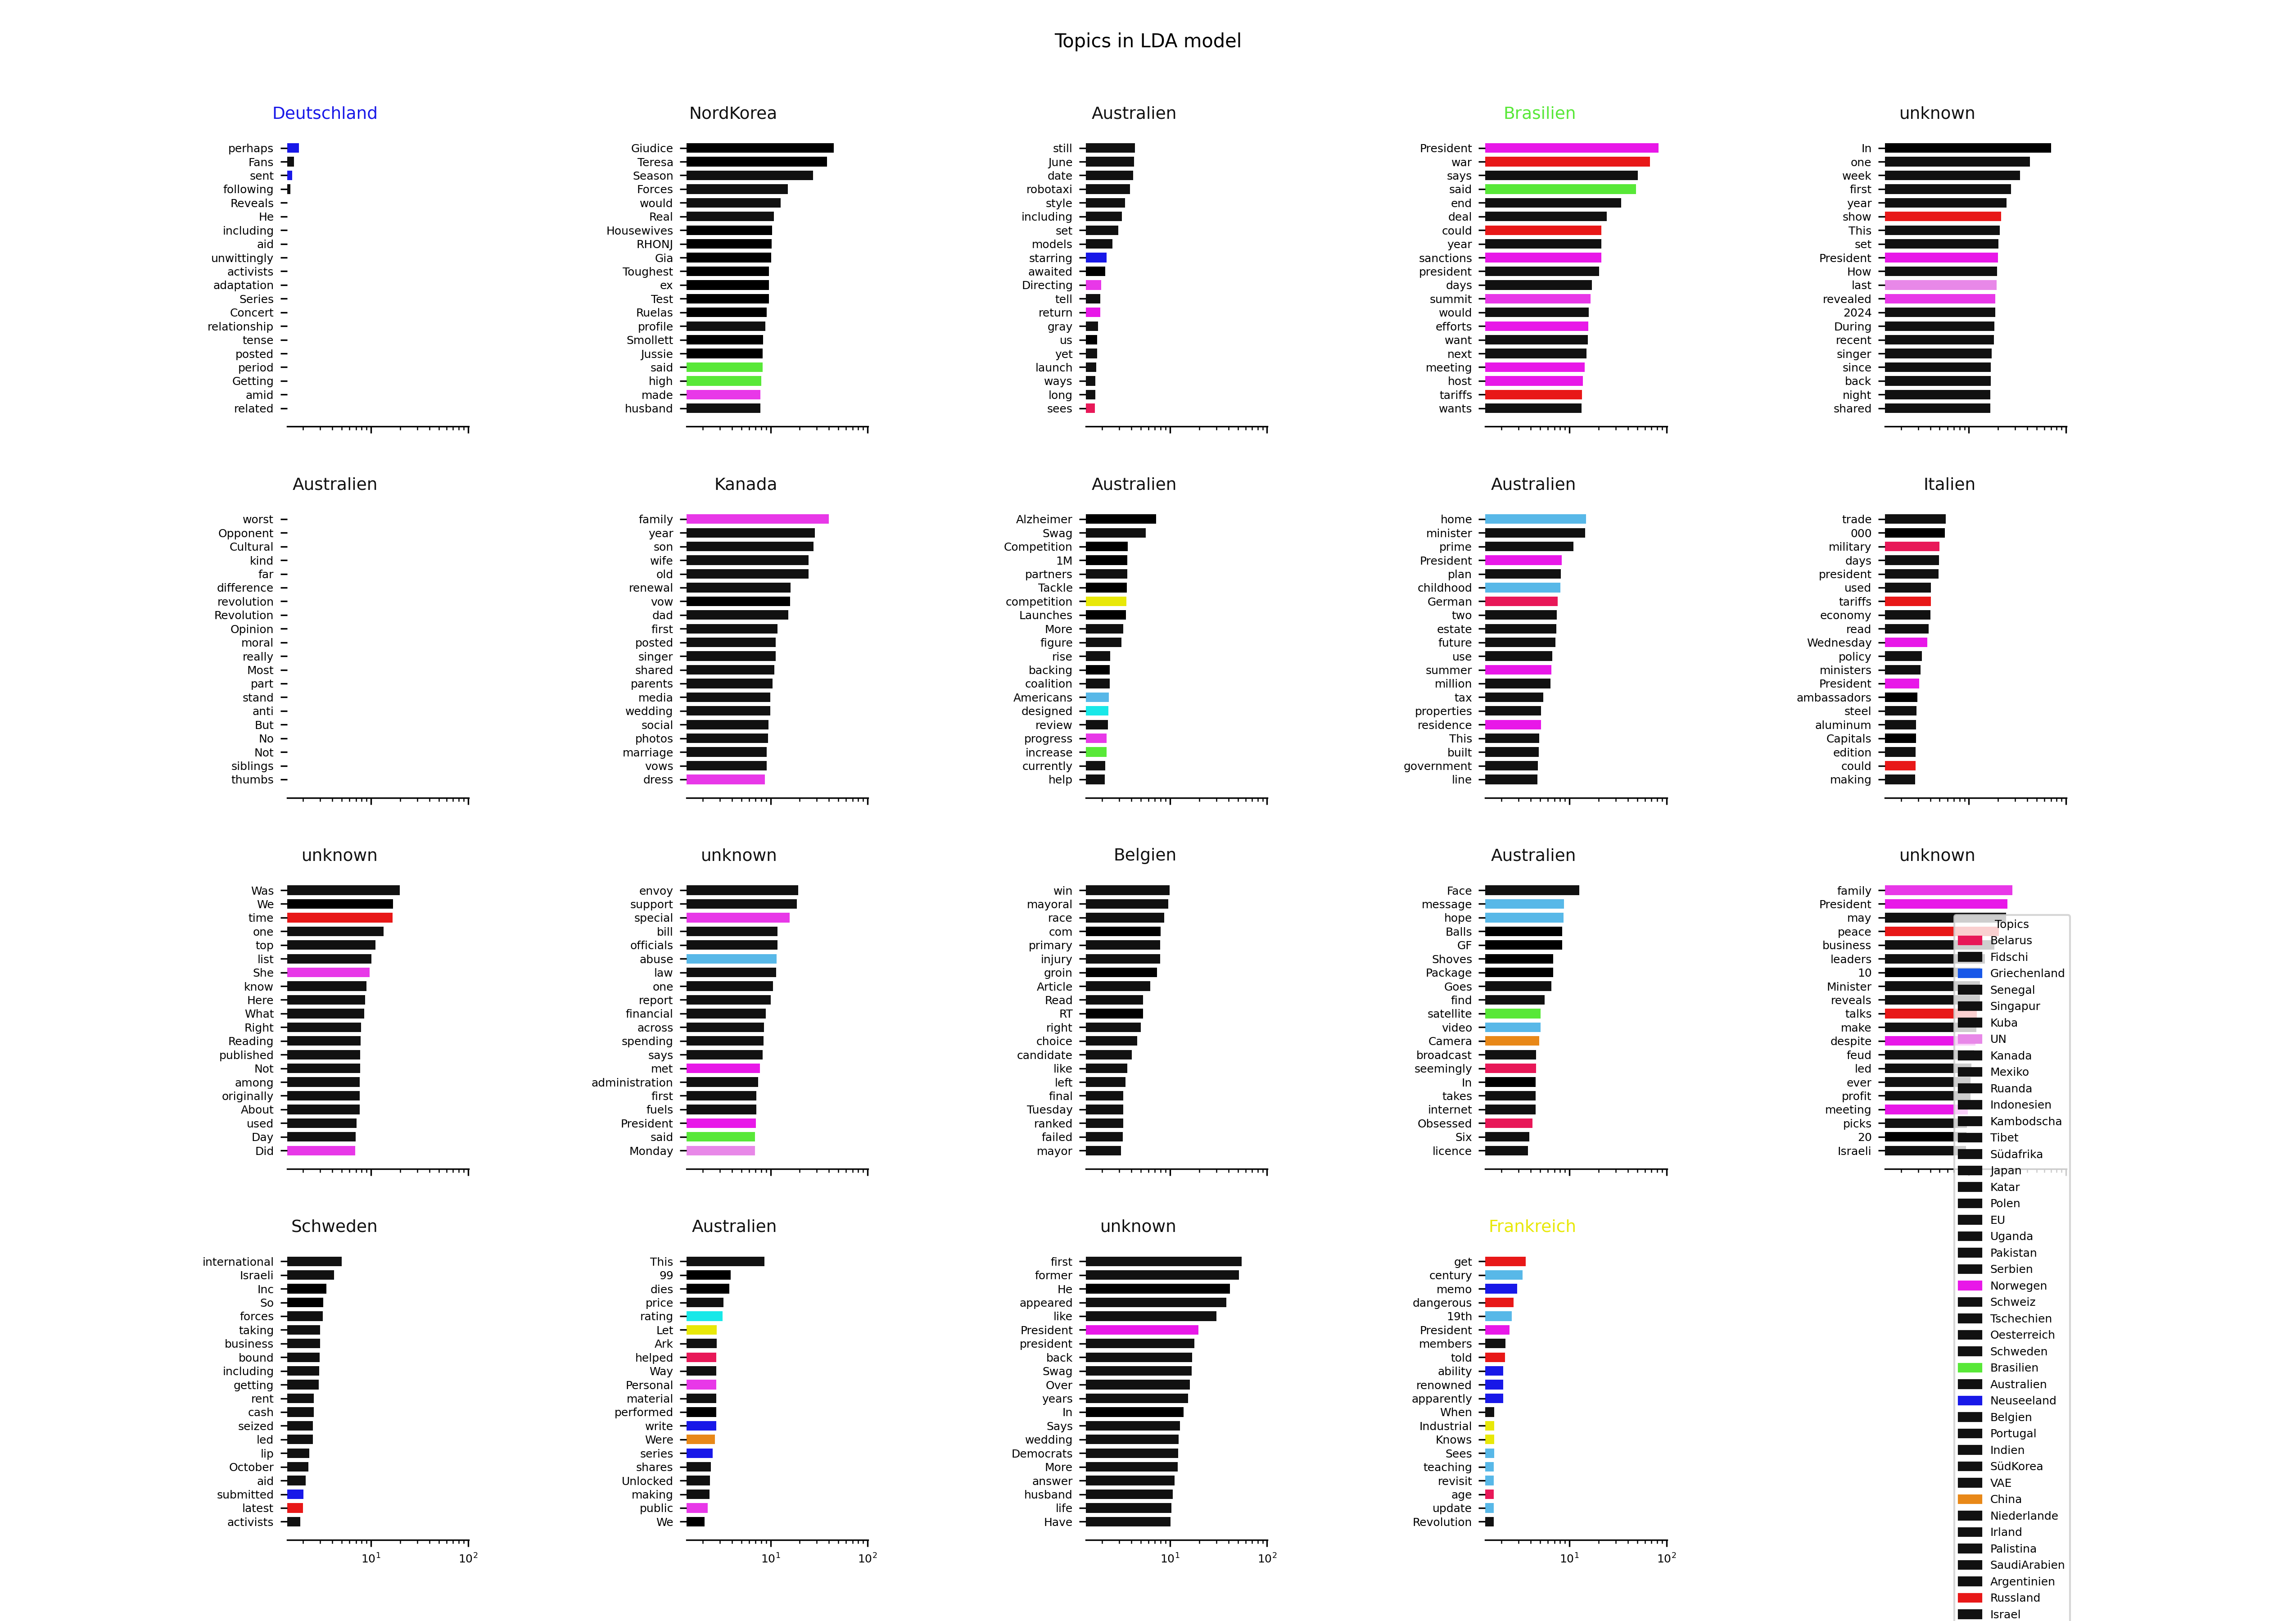 Topics in LDA model
Deutschland
perhaps
Fans
sent
following
Reveals
He
including
aid
unwittingly
activists
adaptation
Series
Concert
relationship
tense
posted
period
Getting
amid
related
NordKorea
Giudice
Teresa
Season
Forces
would
Real
Housewives
RHONJ
Gia
Toughest
ex
Test
Ruelas
profile
Smollett
Jussie
said
high
made
husband
Australien
still
June
date
robotaxi
style
including
set
models
starring
awaited
Directing
tell
return
gray
us
yet
launch
ways
long
sees
Brasilien
President
war
says
said
end
deal
could
year
sanctions
president
days
summit
would
efforts
want
next
meeting
host
tariffs
wants
unknown
In
one
week
first
year
show
This
set
President
How
last
revealed
2024
During
recent
singer
since
back
night
shared
Australien
worst
Opponent
Cultural
kind
far
difference
revolution
Revolution
Opinion
moral
really
Most
part
stand
anti
But
No
Not
siblings
thumbs
Kanada
family
year
son
wife
old
renewal
vow
dad
first
posted
singer
shared
parents
media
wedding
social
photos
marriage
vows
dress
Australien
Alzheimer
Swag
Competition
1M
partners
Tackle
competition
Launches
More
figure
rise
backing
coalition
Americans
designed
review
progress
increase
currently
help
Australien
home
minister
prime
President
plan
childhood
German
two
estate
future
use
summer
million
tax
properties
residence
This
built
government
line
Italien
trade
000
military
days
president
used
tariffs
economy
read
Wednesday
policy
ministers
President
ambassadors
steel
aluminum
Capitals
edition
could
making
unknown
Was
We
time
one
top
list
She
know
Here
What
Right
Reading
published
Not
among
originally
About
used
Day
Did
unknown
envoy
support
special
bill
officials
abuse
law
one
report
financial
across
spending
says
met
administration
first
fuels
President
said
Monday
Belgien
win
mayoral
race
com
primary
injury
groin
Article
Read
RT
right
choice
candidate
like
left
final
Tuesday
ranked
failed
mayor
Australien
Face
message
hope
Balls
GF
Shoves
Package
Goes
find
satellite
video
Camera
broadcast
seemingly
In
takes
internet
Obsessed
Six
licence
unknown
family
President
may
peace
business
leaders
10
Minister
reveals
talks
make
despite
feud
led
ever
profit
meeting
picks
20
Israeli
Schweden
international
Israeli
Inc
So
forces
taking
business
bound
including
getting
rent
cash
seized
led
lip
October
aid
submitted
latest
activists
10¹ 10²
Australien
This
99
dies
price
rating
Let
Ark
helped
Way
Personal
material
performed
write
Were
series
shares
Unlocked
making
public
We
10¹ 10²
unknown
first
former
He
appeared
like
President
president
back
Swag
Over
years
In
Says
wedding
Democrats
More
answer
husband
life
Have
10¹ 10²
Frankreich
get
century
memo
dangerous
19th
President
members
told
ability
renowned
apparently
When
Industrial
Knows
Sees
teaching
revisit
age
update
Revolution
10¹ 10²
Topics
Belarus
Fidschi
Griechenland
Senegal
Singapur
Kuba
UN
Kanada
Mexiko
Ruanda
Indonesien
Kambodscha
Tibet
Südafrika
Japan
Katar
Polen
EU
Uganda
Pakistan
Serbien
Norwegen
Schweiz
Tschechien
Oesterreich
Schweden
Brasilien
Australien
Neuseeland
Belgien
Portugal
Indien
SüdKorea
VAE
China
Niederlande
Irland
Palistina
SaudiArabien
Argentinien
Russland
Israel